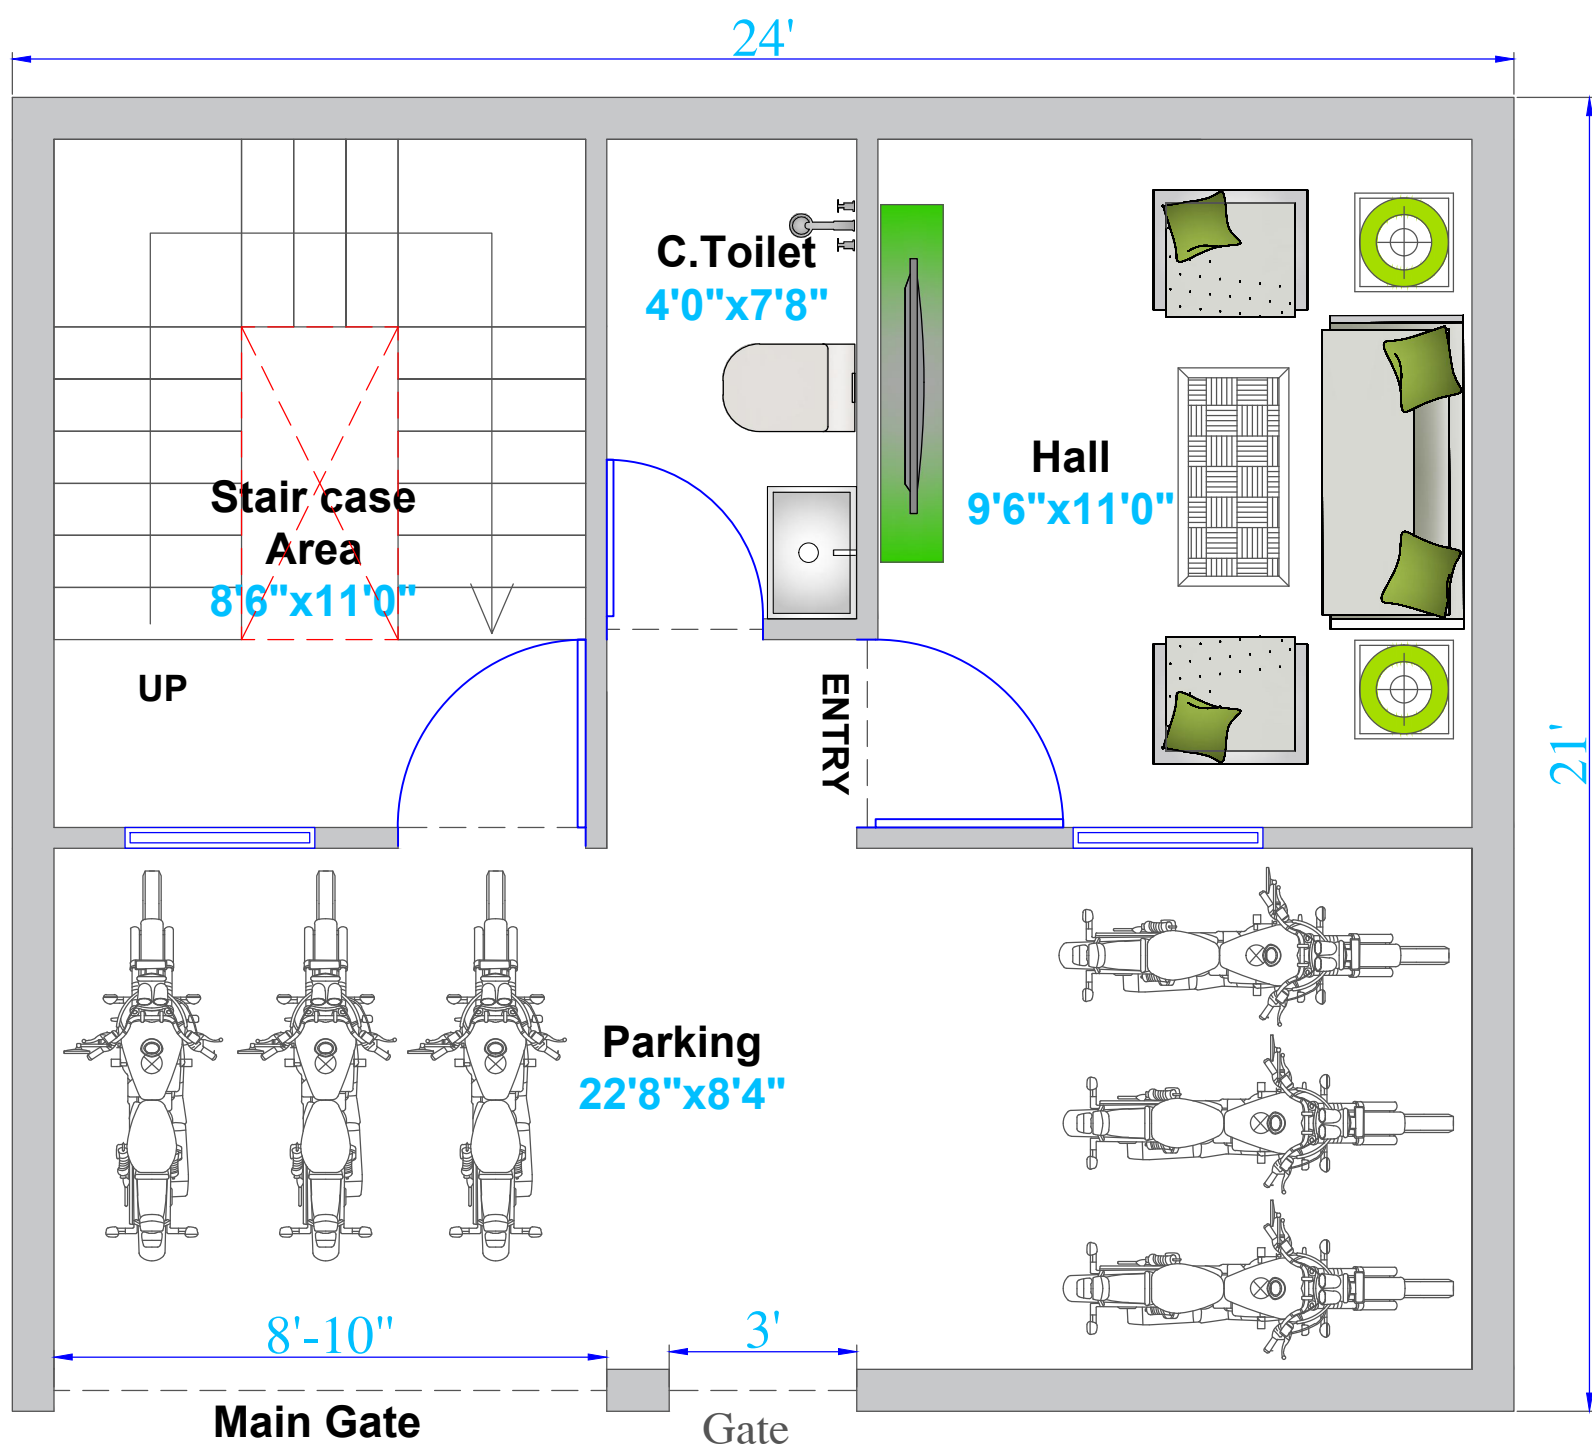 24'
C.Toilet
4'0"x7'8"
Hall
9'6"x11'0"
Stair case
Area
8'6"x11'0"
UP
ENTRY
21'
Parking
22'8"x8'4"
8'-10"
3'
Main Gate
Gate